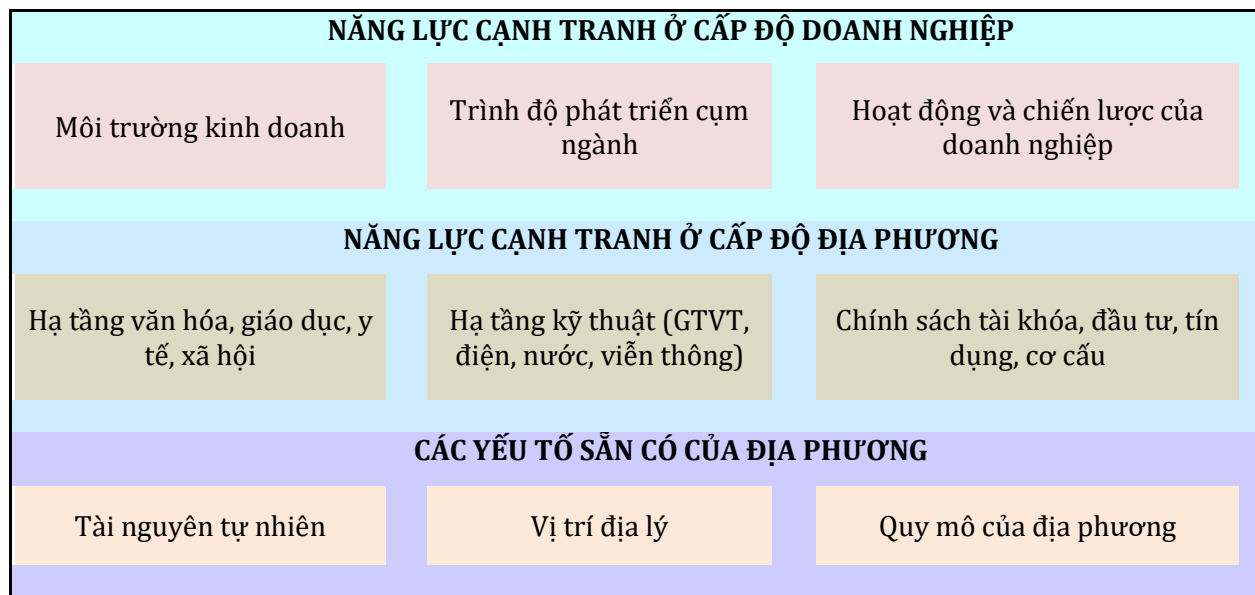 NĂNG LỰC CẠNH TRANH Ở CẤP ĐỘ DOANH NGHIỆP
Môi trường kinh doanh
Trình độ phát triển cụm
ngành
Hoạt động và chiến lược của
doanh nghiệp
NĂNG LỰC CẠNH TRANH Ở CẤP ĐỘ ĐỊA PHƯƠNG
Hạ tầng văn hóa, giáo dục, y
tế, xã hội
Hạ tầng kỹ thuật (GTVT,
điện, nước, viễn thông)
Chính sách tài khóa, đầu tư, tín
dụng, cơ cấu
CÁC YẾU TỐ SẴN CÓ CỦA ĐỊA PHƯƠNG
Tài nguyên tự nhiên
Vị trí địa lý
Quy mô của địa phương